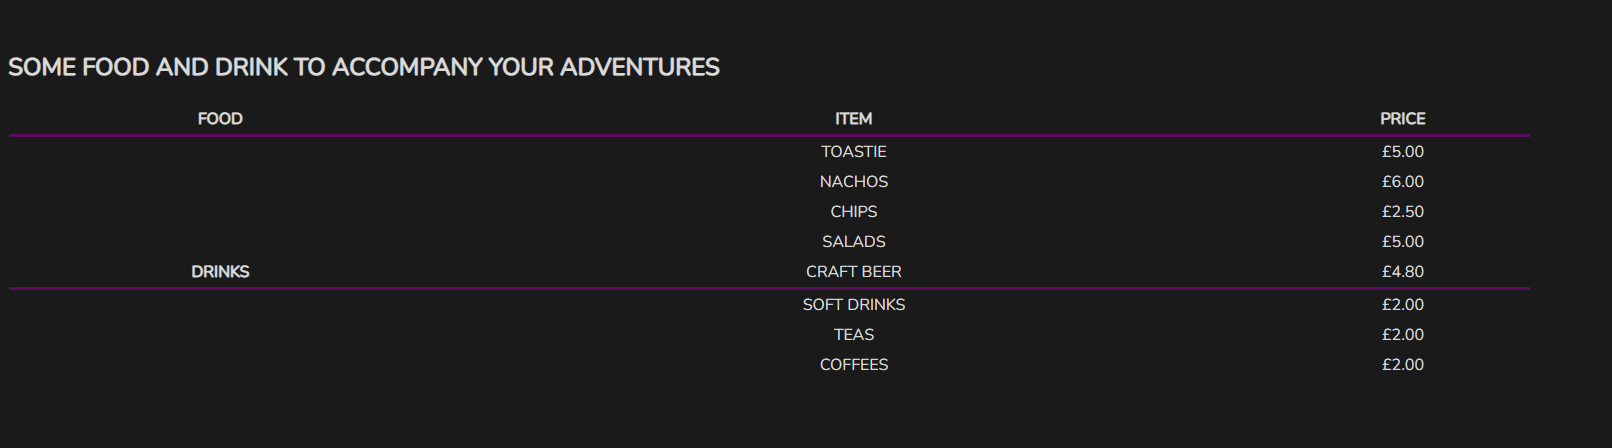 SOME FOOD AND DRINK TO ACCOMPANY YOUR ADVENTURES
FOOD ITEM PRICE
TOASTIE £5.00
NACHOS £6.00
CHIPS £2.50
SALADS £5.00
DRINKS CRAFT BEER £4.80
SOFT DRINKS £2.00
TEAS £2.00
COFFEES £2.00